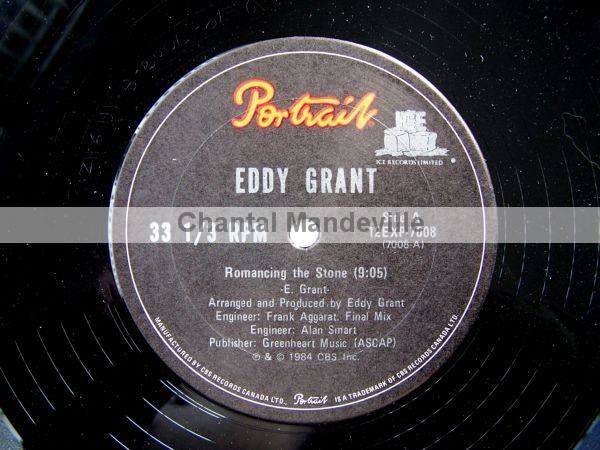 Portrait
ICE
ICE RECORDS LIMITED
EDDY GRANT
Chantal Mandeville
Side A
33 1/3 RPM
12EXP-7008
(7008-A)
Romancing the Stone (9:05)
-E. Grant-
Arranged and Produced by Eddy Grant
Engineer: Frank Aggarat. Final Mix
Engineer: Alan Smart
Publisher: Greenheart Music (ASCAP)
℗ & © 1984 CBS Inc.
MANUFACTURED BY CBS RECORDS CANADA LTD. Portrait IS A TRADEMARK OF CBS RECORDS CANADA LTD.